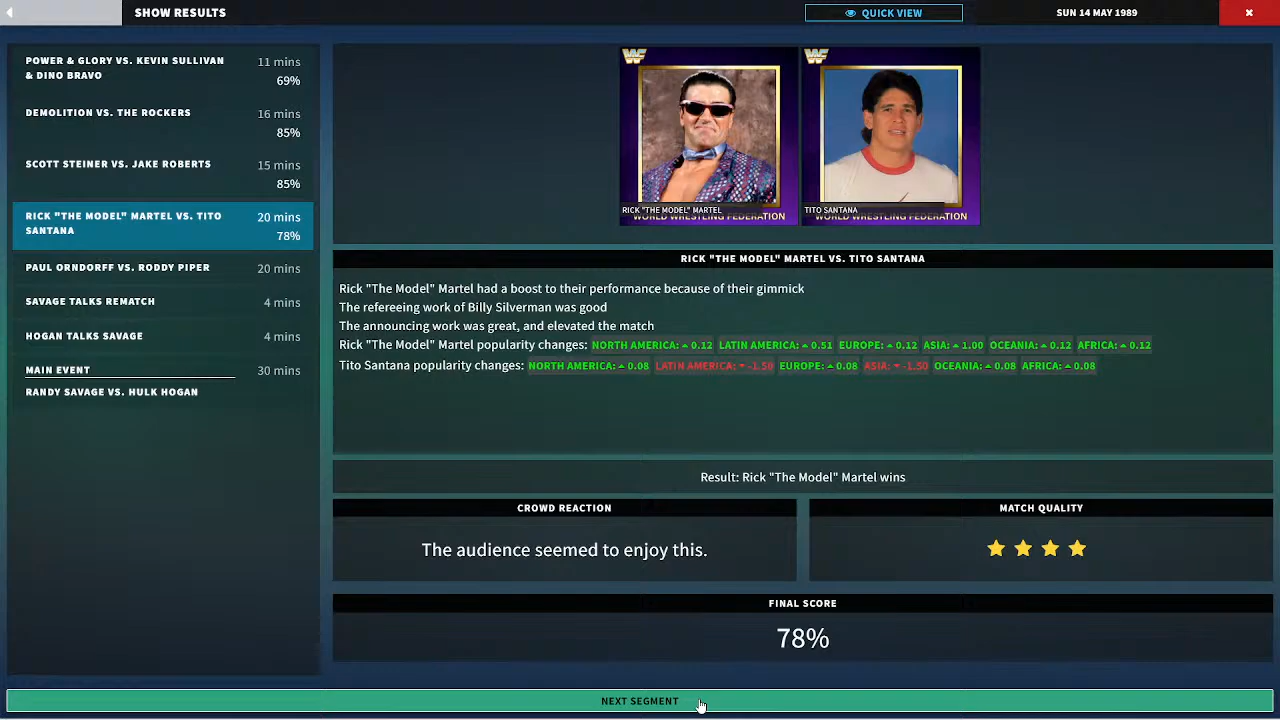 SHOW RESULTS
QUICK VIEW
SUN 14 MAY 1989
POWER & GLOVY VS. KEVIN SULLIVAN
& DINO BRAVO
11 mins
69%
DEMOLITION VS. THE ROCKERS
16 mins
85%
SCOTT STEINER VS. JAKE ROBERTS
15 mins
85%
RICK "THE MODEL" MARTEL VS. TITO
SANTANA
20 mins
78%
PAUL ORNDORFF VS. RODDY PIPER
20 mins
SAVAGE TALKS REMATCH
4 mins
HOGAN TALKS SAVAGE
4 mins
MAIN EVENT
30 mins
RANDY SAVAGE VS. HULK HOGAN
RICK "THE MODEL" MARTEL
WORLD WRESTLING FEDERATION
TITO SANTANA
WORLD WRESTLING FEDERATION
RICK "THE MODEL" MARTEL VS. TITO SANTANA
Rick "The Model" Martel had a boost to their performance because of their gimmick
The refereeing work of Billy Silverman was good
The announcing work was great, and elevated the match
Rick "The Model" Martel popularity changes: NORTH AMERICA: 0.12 LATIN AMERICA: 0.51 EUROPE: 0.12 ASIA: 1.00 OCEANIA: 0.12 AFRICA: 0.12
Tito Santana popularity changes: NORTH AMERICA: 0.08 LATIN AMERICA: -1.50 EUROPE: 0.08 ASIA: -1.50 OCEANIA: 0.08 AFRICA: 0.08
Result: Rick "The Model" Martel wins
CROWD REACTION
The audience seemed to enjoy this.
MATCH QUALITY
FINAL SCORE
78%
NEXT SEGMENT